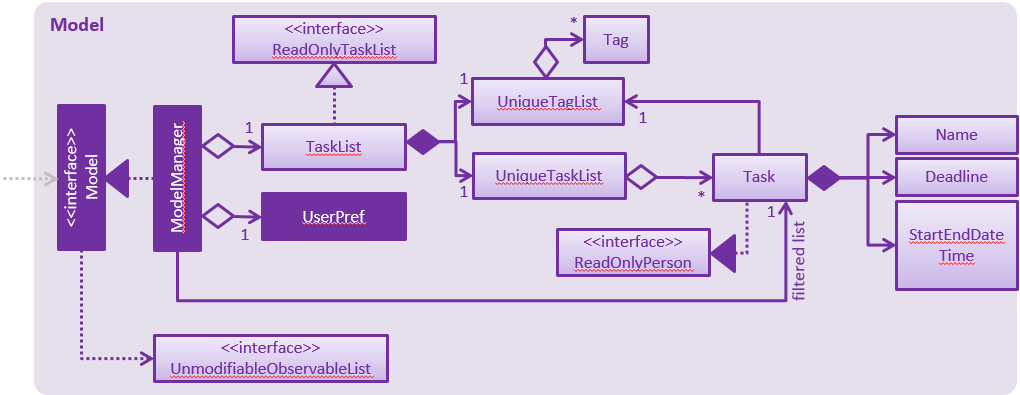 Model
<<interface>>
ReadOnlyTaskList
*
Tag
1
UniqueTagList
1
<<interface>>
Model
ModelManager
1
TaskList
UniqueTaskList
1
*
Task
1
Name
Deadline
StartEndDate
Time
1
UserPref
<<interface>>
ReadOnlyPerson
filtered list
<<interface>>
UnmodifiableObservableList